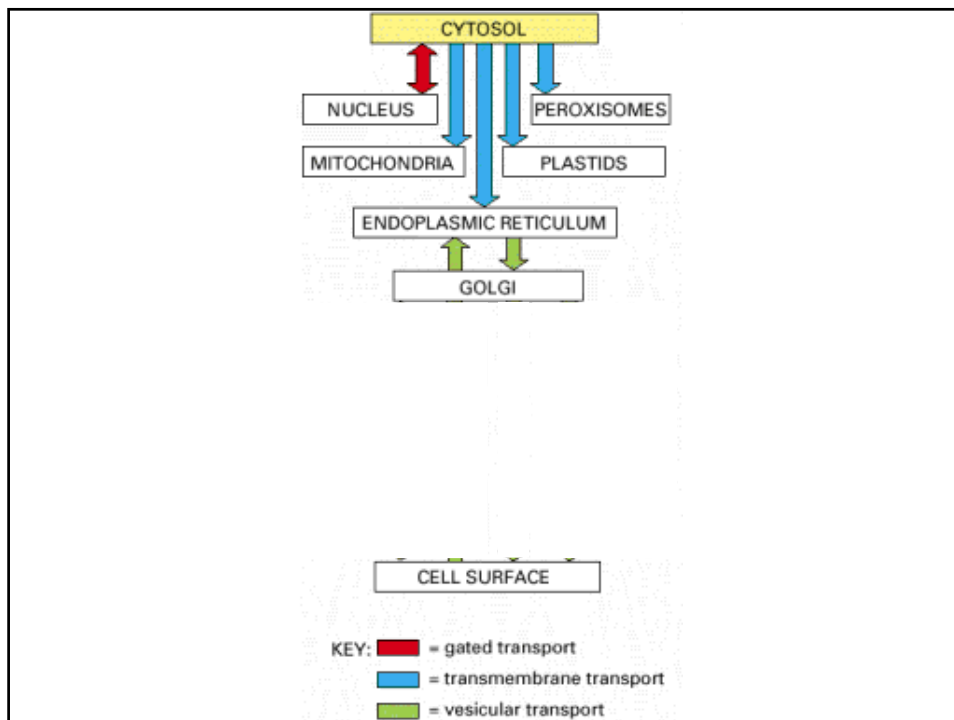 CYTOSOL
NUCLEUS
PEROXISOMES
MITOCHONDRIA
PLASTIDS
ENDOPLASMIC RETICULUM
GOLGI
CELL SURFACE
KEY:
= gated transport
= transmembrane transport
= vesicular transport